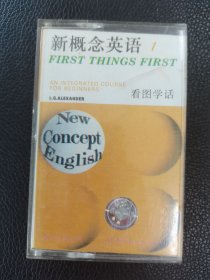 新概念英语 1
FIRST THINGS FIRST
AN INTEGRATED COURSE
FOR BEGINNERS
L.G.ALEXANDER
看图学话
New
Concept
English